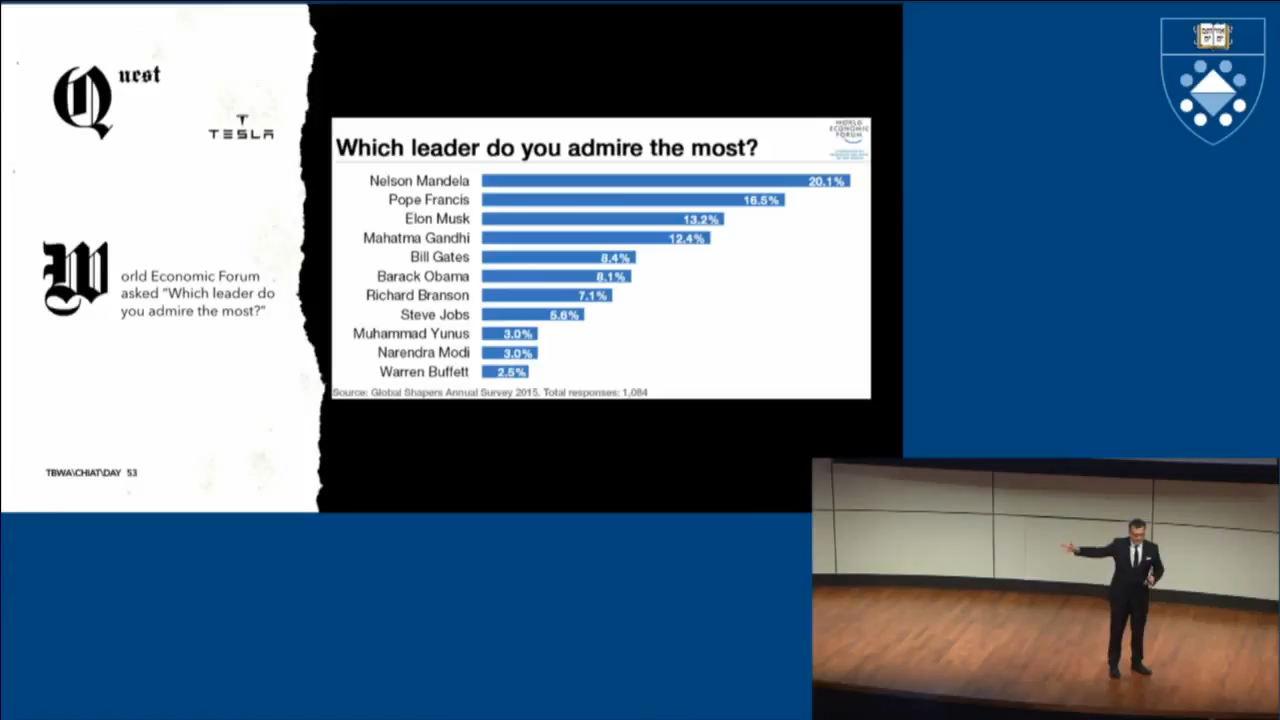 Quest
TESLA
World Economic Forum
asked "Which leader do
you admire the most?"
TBWA\CHIAT\DAY 53
WORLD
ECONOMIC
FORUM
Which leader do you admire the most?
Nelson Mandela 20.1%
Pope Francis 16.5%
Elon Musk 13.2%
Mahatma Gandhi 12.4%
Bill Gates 8.4%
Barack Obama 8.1%
Richard Branson 7.1%
Steve Jobs 5.6%
Muhammad Yunus 3.0%
Narendra Modi 3.0%
Warren Buffett 2.5%
Source: Global Shapers Annual Survey 2015. Total responses: 1,084